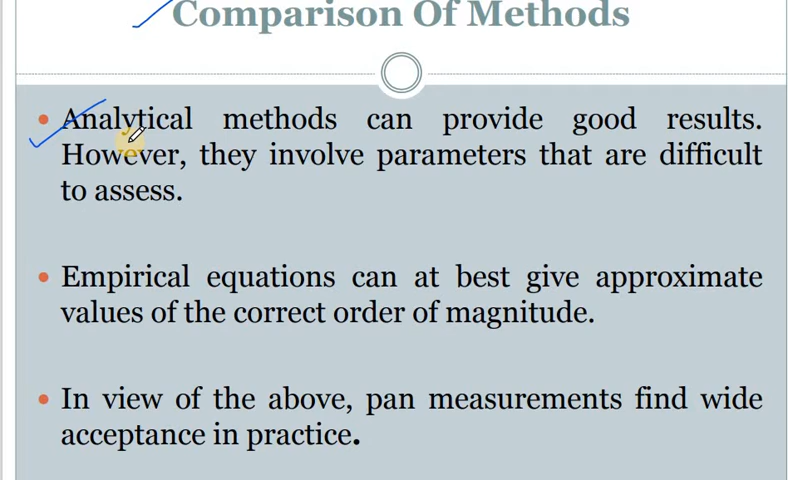 Comparison Of Methods
Analytical methods can provide good results.
However, they involve parameters that are difficult
to assess.
Empirical equations can at best give approximate
values of the correct order of magnitude.
In view of the above, pan measurements find wide
acceptance in practice.